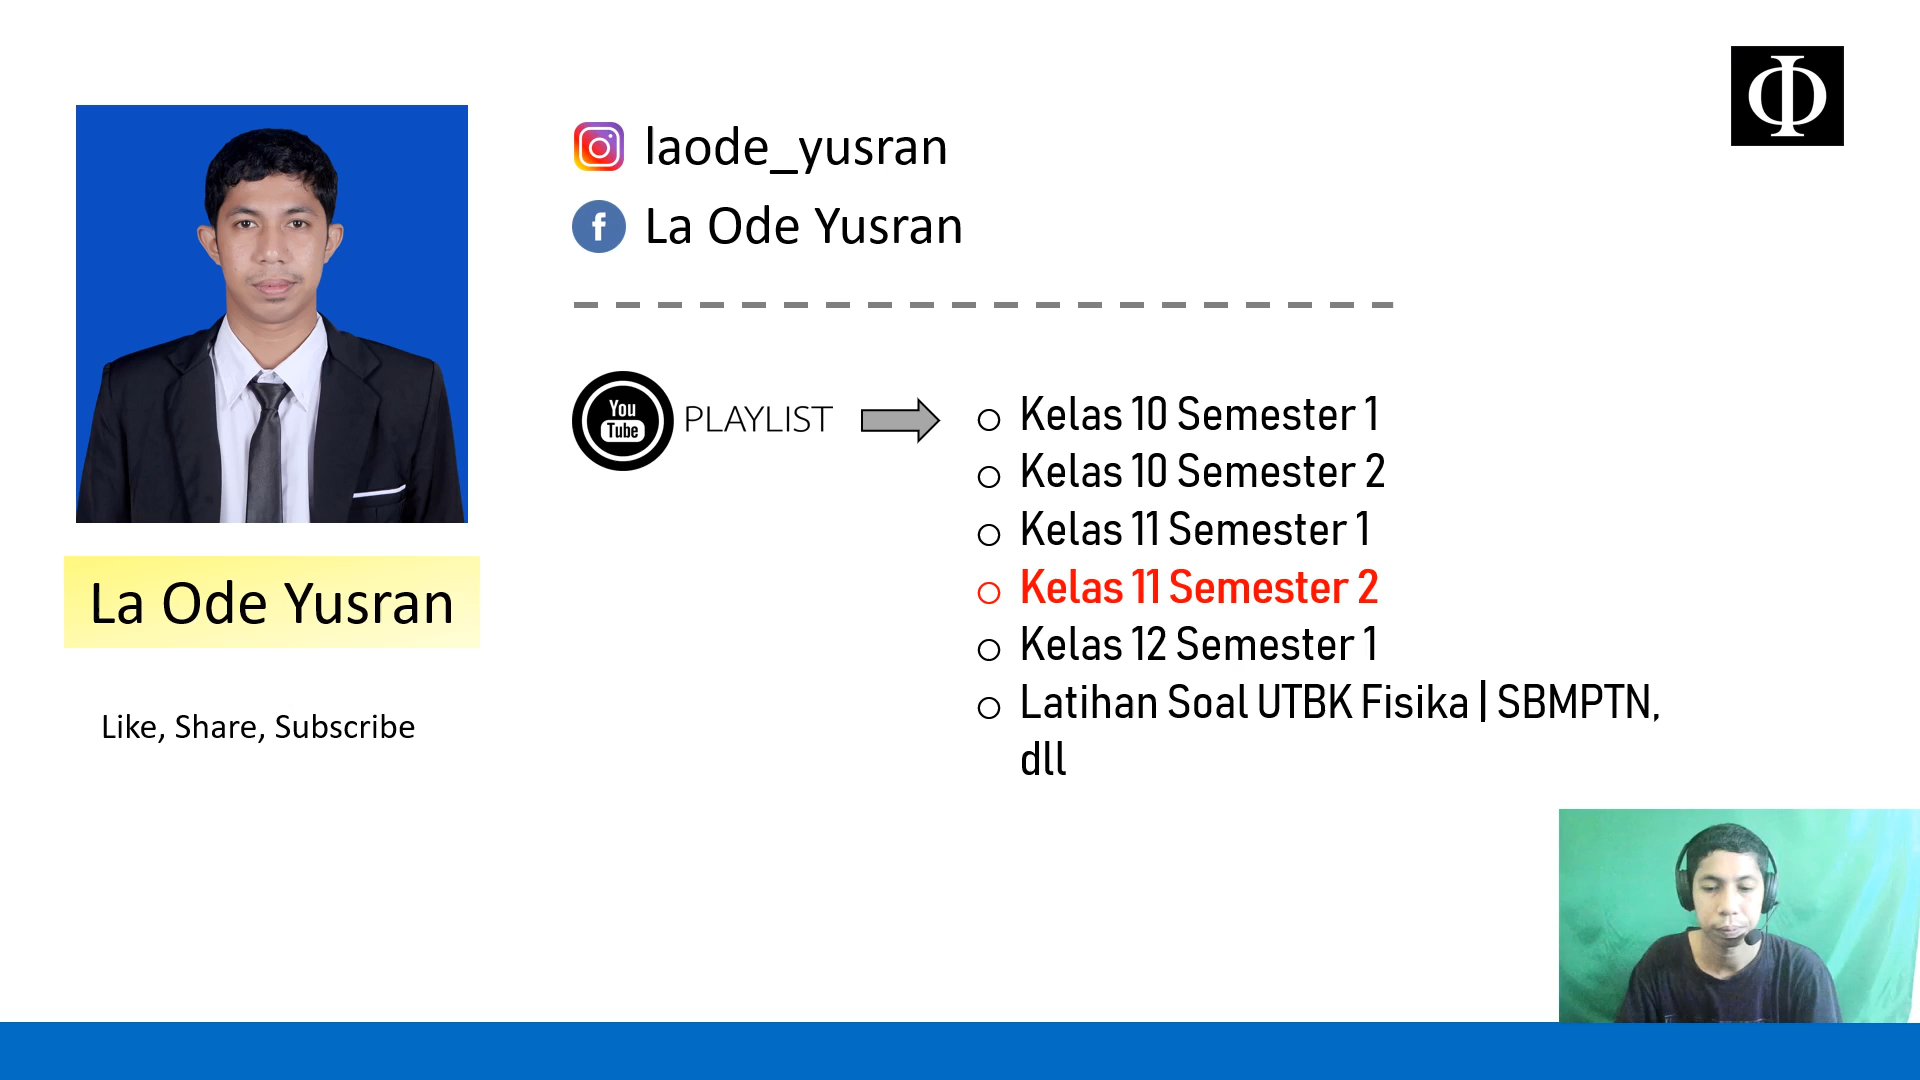 Φ
laode_yusran
La Ode Yusran
You
Tube
PLAYLIST
Kelas 10 Semester 1
Kelas 10 Semester 2
Kelas 11 Semester 1
Kelas 11 Semester 2
Kelas 12 Semester 1
Latihan Soal UTBK Fisika | SBMPTN,
dll
La Ode Yusran
Like, Share, Subscribe